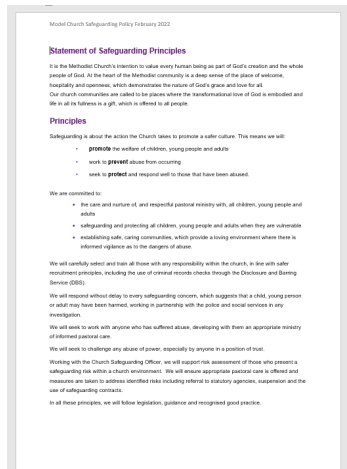 Model Church Safeguarding Policy February 2022
Statement of Safeguarding Principles
It is the Methodist Church's intention to value every human being as part of God's creation and the whole
people of God. At the heart of the Methodist community is a deep sense of the place of welcome,
hospitality and openness, which demonstrates the nature of God's grace and love for all.
Our church communities are called to be places where the transformational love of God is embodied and
life in all its fullness is a gift, which is offered to all people.
Principles
Safeguarding is about the action the Church takes to promote a safer culture. This means we will:
- promote the welfare of children, young people and adults
- work to prevent abuse from occurring
- seek to protect and respond well to those that have been abused.
We are committed to:
• the care and nurture of, and respectful pastoral ministry with, all children, young people and
adults
• safeguarding and protecting all children, young people and adults when they are vulnerable
• establishing safe, caring communities, which provide a loving environment where there is
informed vigilance as to the dangers of abuse.
We will carefully select and train all those with any responsibility within the church, in line with safer
recruitment principles, including the use of criminal records checks through the Disclosure and Barring
Service (DBS).
We will respond without delay to every safeguarding concern, which suggests that a child, young person
or adult may have been harmed, working in partnership with the police and social services in any
investigation.
We will seek to work with anyone who has suffered abuse, developing with them an appropriate ministry
of informed pastoral care.
We will seek to challenge any abuse of power, especially by anyone in a position of trust.
Working with the Church Safeguarding Officer, we will support risk assessment of those who present a
safeguarding risk within a church environment. We will ensure appropriate pastoral care is offered and
measures are taken to address identified risks including referral to statutory agencies, suspension and the
use of safeguarding contracts.
In all these principles, we will follow legislation, guidance and recognised good practice.